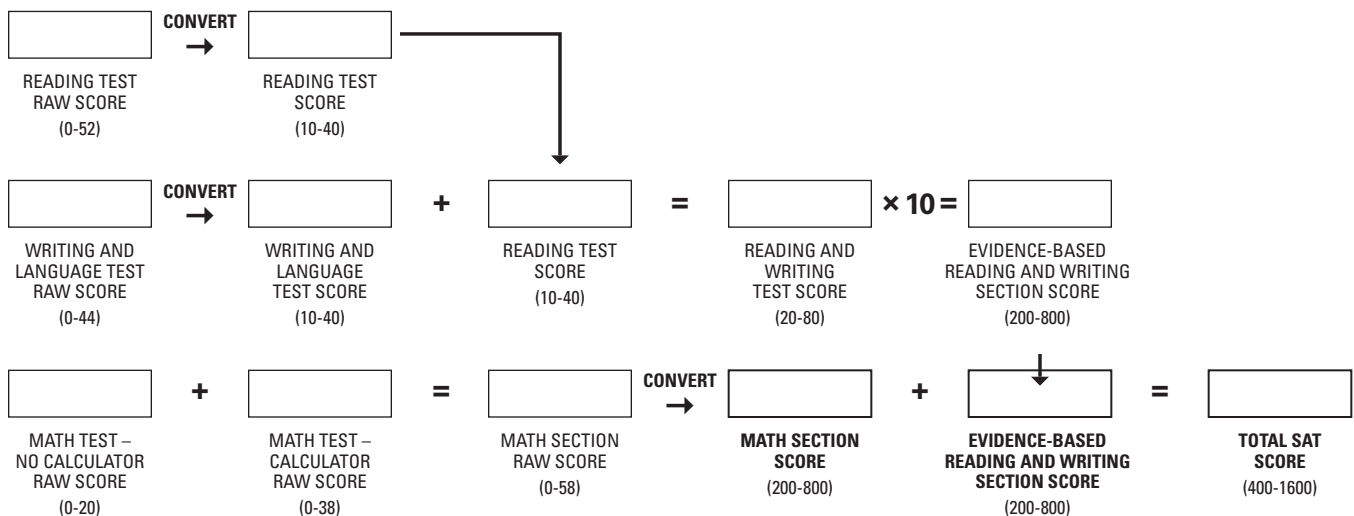 CONVERT
→
READING TEST
RAW SCORE
(0-52)
READING TEST
SCORE
(10-40)
CONVERT
→
+
=
× 10 =
WRITING AND
LANGUAGE TEST
RAW SCORE
(0-44)
WRITING AND
LANGUAGE
TEST SCORE
(10-40)
READING TEST
SCORE
(10-40)
READING AND
WRITING
TEST SCORE
(20-80)
EVIDENCE-BASED
READING AND WRITING
SECTION SCORE
(200-800)
+
=
CONVERT
→
+
=
MATH TEST –
NO CALCULATOR
RAW SCORE
(0-20)
MATH TEST –
CALCULATOR
RAW SCORE
(0-38)
MATH SECTION
RAW SCORE
(0-58)
MATH SECTION
SCORE
(200-800)
EVIDENCE-BASED
READING AND WRITING
SECTION SCORE
(200-800)
TOTAL SAT
SCORE
(400-1600)